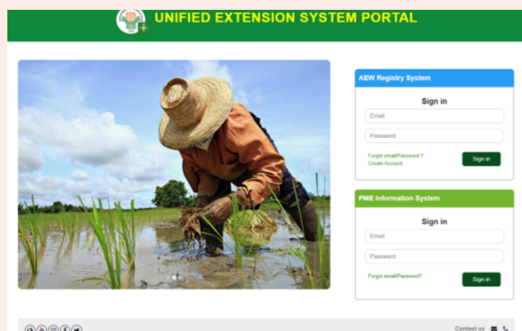 UNIFIED EXTENSION SYSTEM PORTAL
AEW Registry System
Sign in
Email
Password
Forgot email/Password ?
Create Account
Sign in
PME Information System
Sign in
Email
Password
Forgot email/Password?
Sign in
Contact us